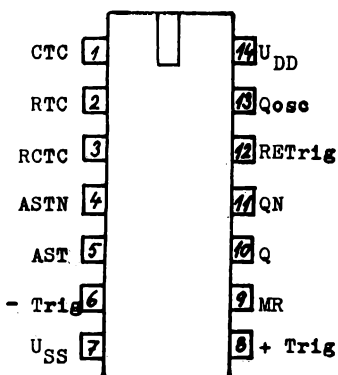 CTC 1 14 UDD
RTC 2 13 Qosc
RCTC 3 12 RETrig
ASTN 4 11 QN
AST 5 10 Q
- Trig 6 9 MR
USS 7 8 + Trig